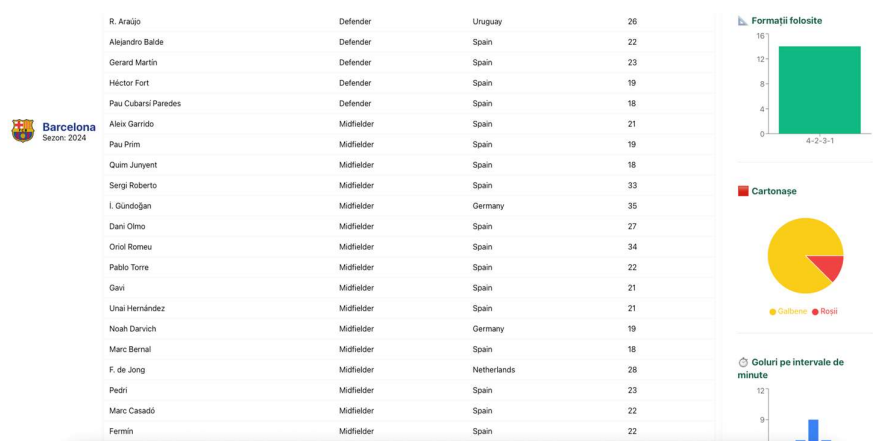 Barcelona
Sezon: 2024
R. Araújo Defender Uruguay 26
Alejandro Balde Defender Spain 22
Gerard Martín Defender Spain 23
Héctor Fort Defender Spain 19
Pau Cubarsí Paredes Defender Spain 18
Aleix Garrido Midfielder Spain 21
Pau Prim Midfielder Spain 19
Quim Junyent Midfielder Spain 18
Sergi Roberto Midfielder Spain 33
İ. Gündoğan Midfielder Germany 35
Dani Olmo Midfielder Spain 27
Oriol Romeu Midfielder Spain 34
Pablo Torre Midfielder Spain 22
Gavi Midfielder Spain 21
Unai Hernández Midfielder Spain 21
Noah Darvich Midfielder Germany 19
Marc Bernal Midfielder Spain 18
F. de Jong Midfielder Netherlands 28
Pedri Midfielder Spain 23
Marc Casadó Midfielder Spain 22
Fermín Midfielder Spain 22
Formații folosite
16
12
8
4
0
4-2-3-1
Cartonașe
Galbene Roșii
Goluri pe intervale de
minute
12
9